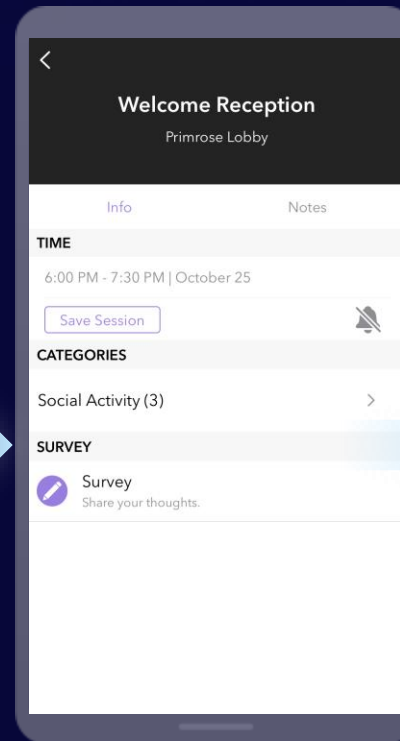 Welcome Reception
Primrose Lobby
Info Notes
TIME
6:00 PM - 7:30 PM | October 25
Save Session
CATEGORIES
Social Activity (3)
SURVEY
Survey
Share your thoughts.